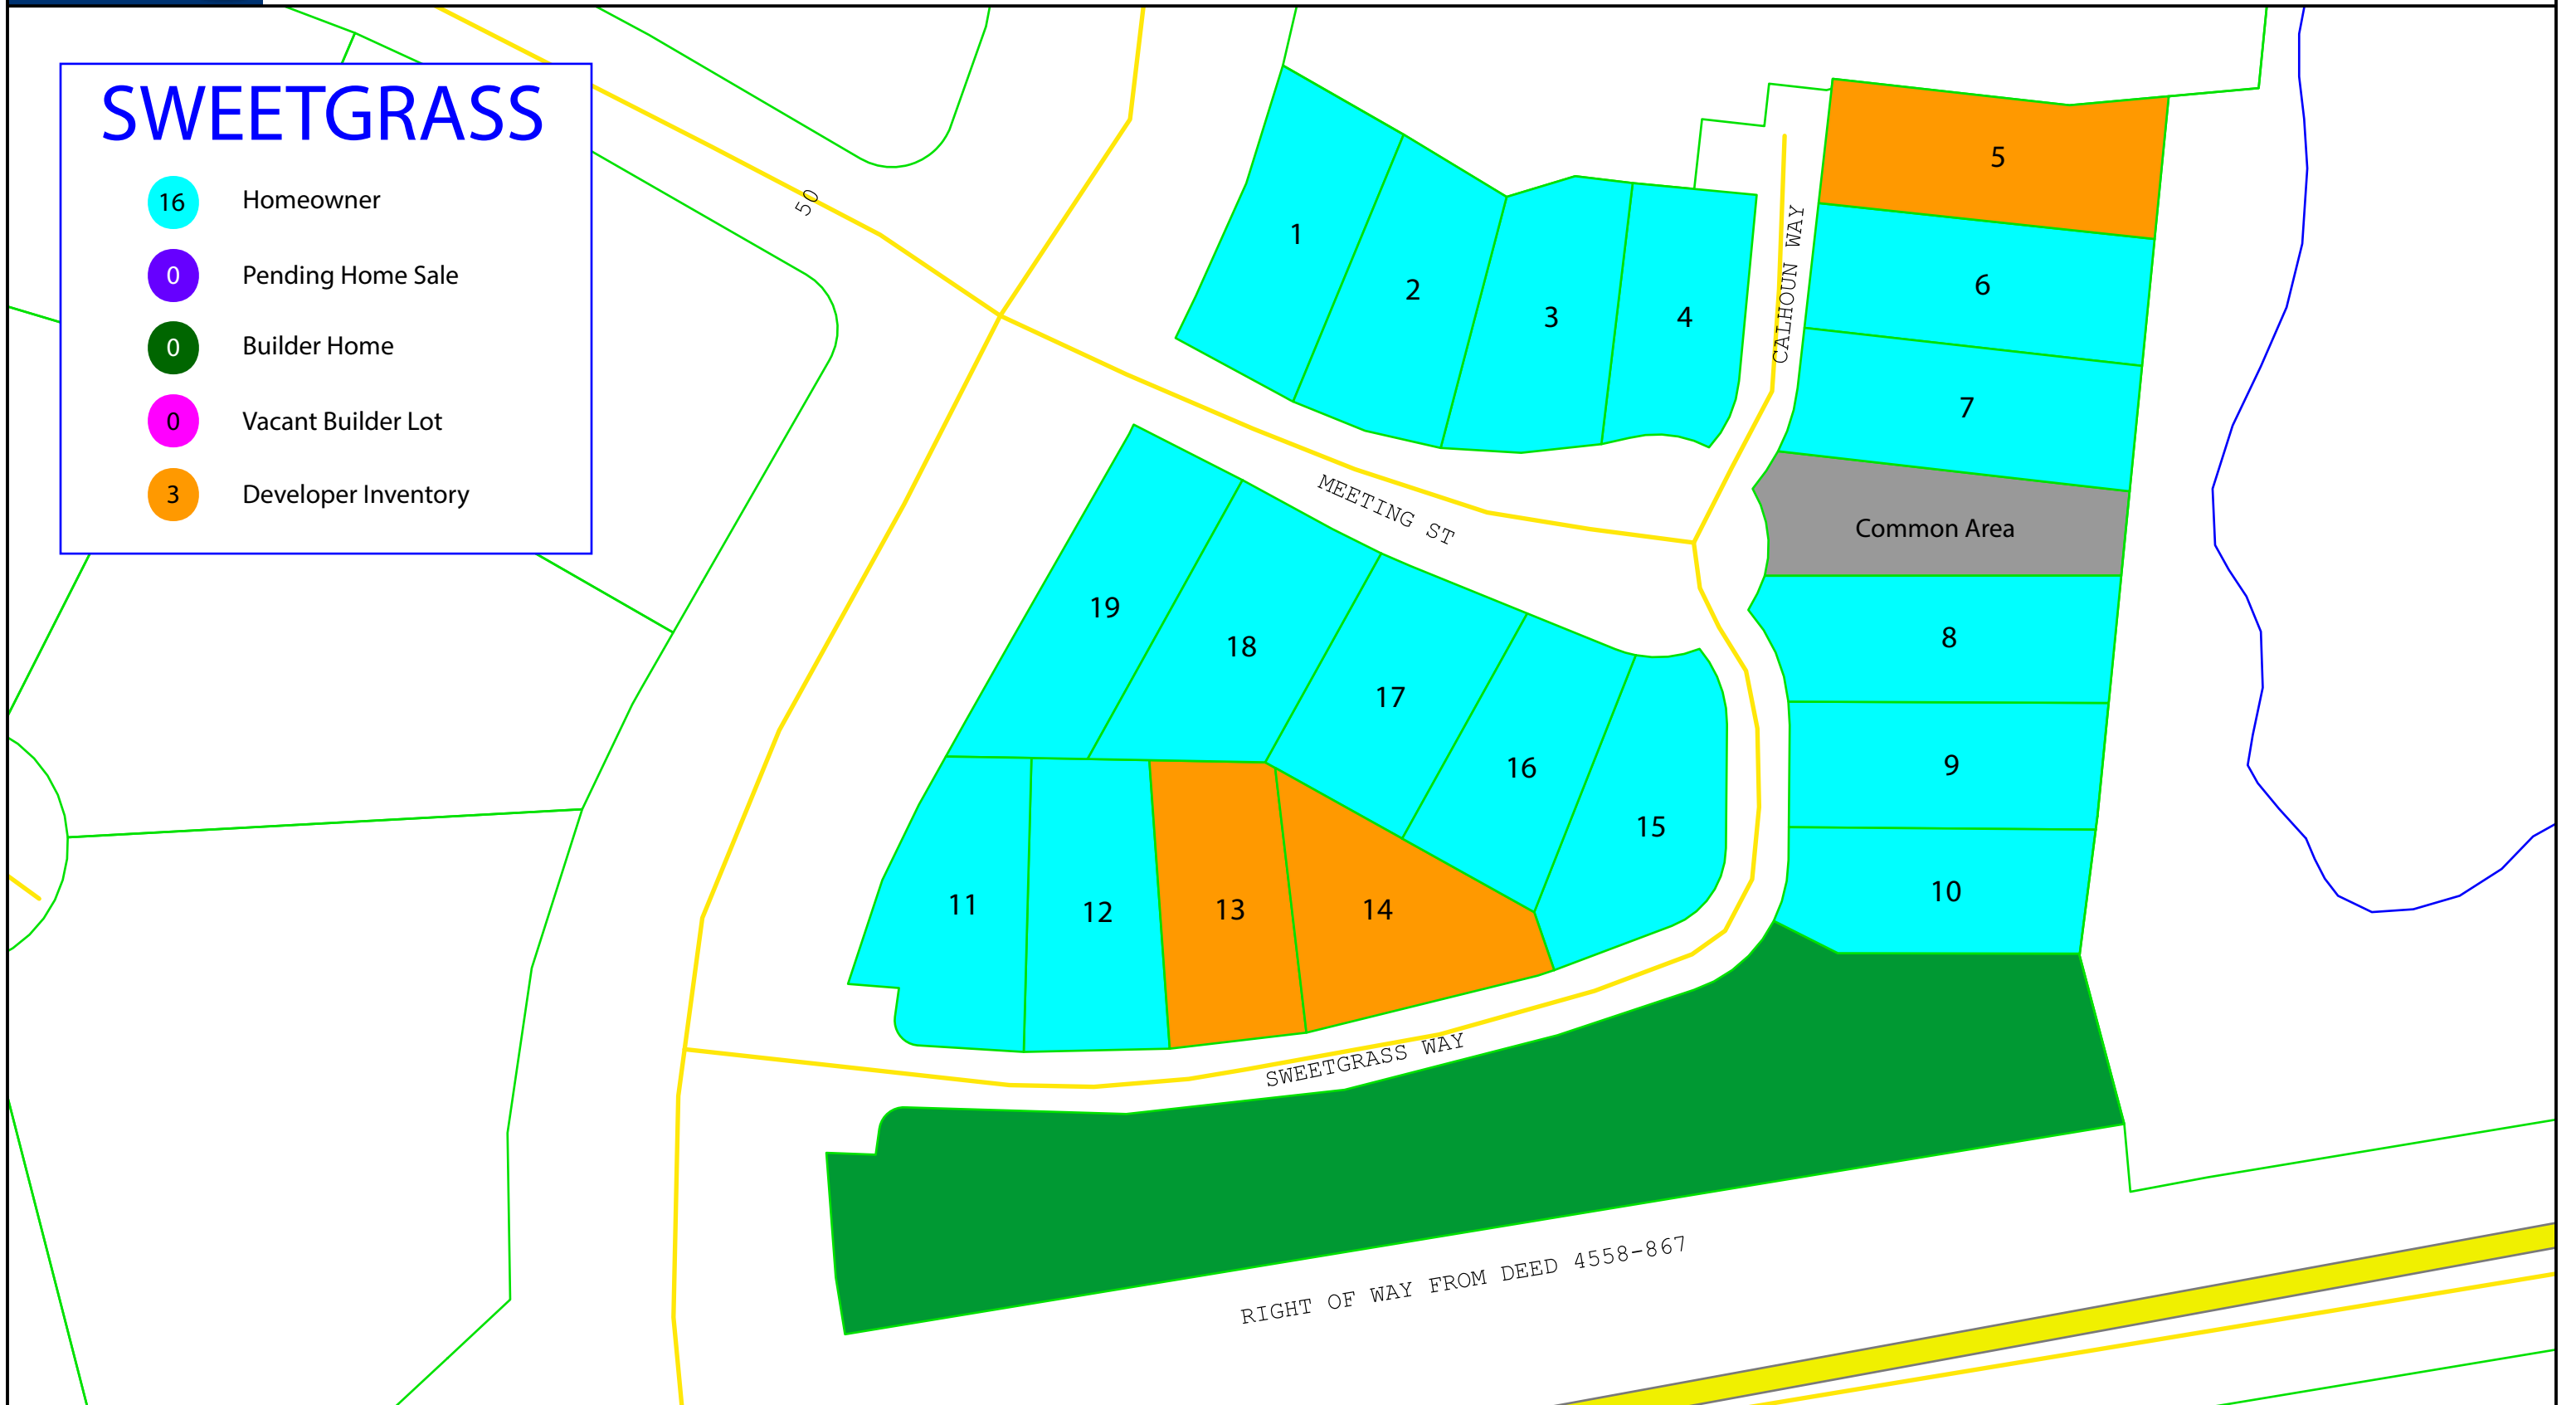 SWEETGRASS
16 Homeowner
0 Pending Home Sale
0 Builder Home
0 Vacant Builder Lot
3 Developer Inventory
50
1
2
3
4
CALHOUN WAY
5
6
7
MEETING ST
Common Area
8
19
18
17
16
9
15
10
11
12
13
14
SWEETGRASS WAY
RIGHT OF WAY FROM DEED 4558-867